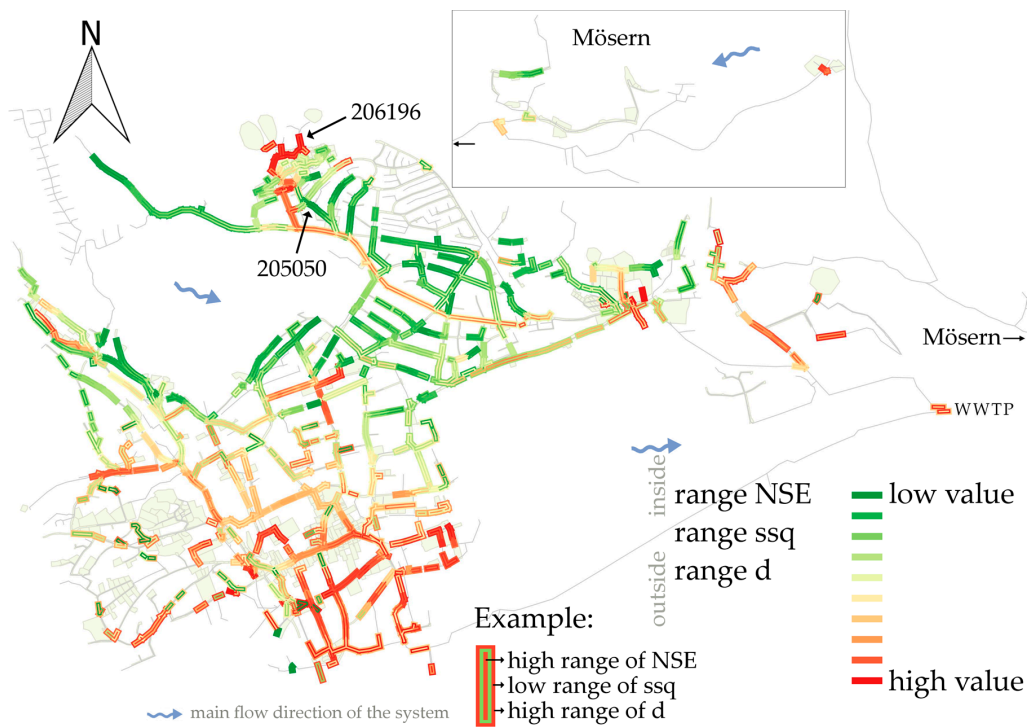 N
Mösern
206196
205050
Mösern
WWTP
outside inside
range NSE
range ssq
range d
low value
high value
Example:
high range of NSE
low range of ssq
high range of d
main flow direction of the system